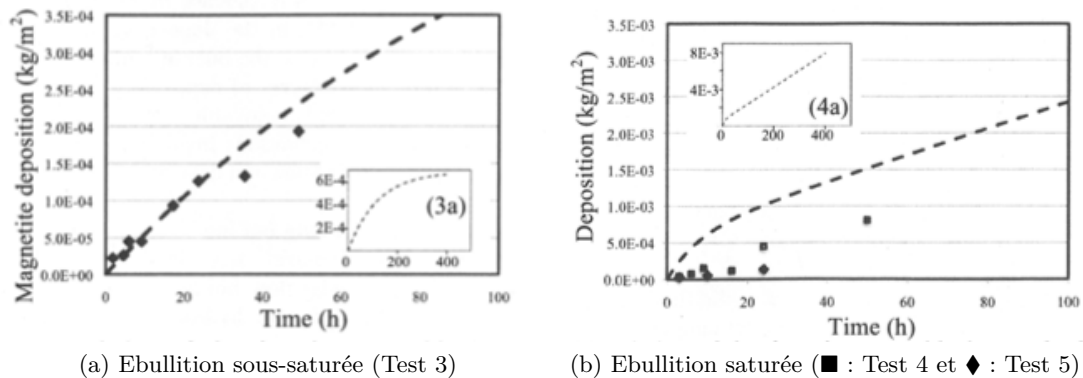 Magnetite deposition (kg/m²)
3.5E-04
3.0E-04
2.5E-04
2.0E-04
1.5E-04
1.0E-04
5.0E-05
0.0E+00
0
20
40
60
80
100
Time (h)
6E-4
4E-4
2E-4
0
200
400
(3a)
(a) Ebullition sous-saturée (Test 3)
Deposition (kg/m²)
3.5E-03
3.0E-03
2.5E-03
2.0E-03
1.5E-03
1.0E-03
5.0E-04
0.0E+00
0
20
40
60
80
100
Time (h)
8E-3
4E-3
0
200
400
(4a)
(b) Ebullition saturée (■ : Test 4 et ♦ : Test 5)